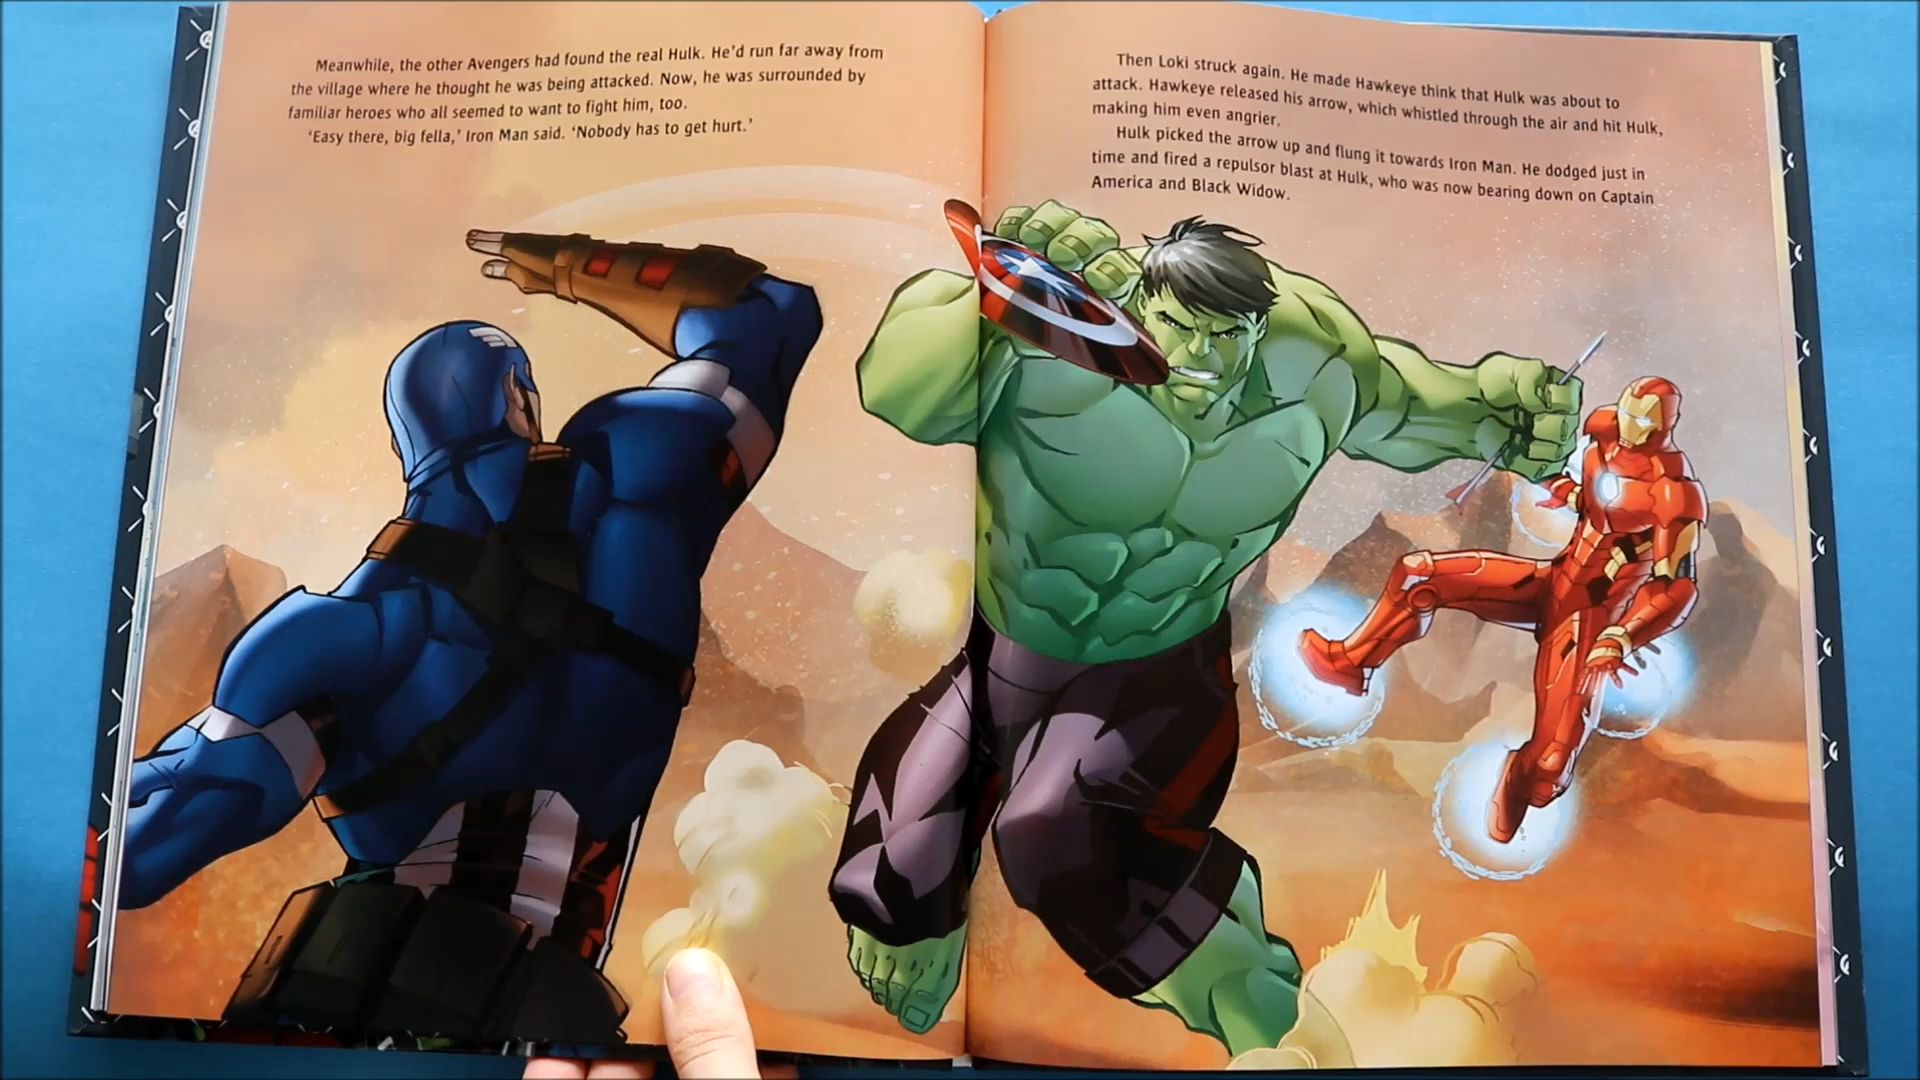 Meanwhile, the other Avengers had found the real Hulk. He'd run far away from
the village where he thought he was being attacked. Now, he was surrounded by
familiar heroes who all seemed to want to fight him, too.
'Easy there, big fella,' Iron Man said. 'Nobody has to get hurt.'
Then Loki struck again. He made Hawkeye think that Hulk was about to
attack. Hawkeye released his arrow, which whistled through the air and hit Hulk,
making him even angrier.
Hulk picked the arrow up and flung it towards Iron Man. He dodged just in
time and fired a repulsor blast at Hulk, who was now bearing down on Captain
America and Black Widow.